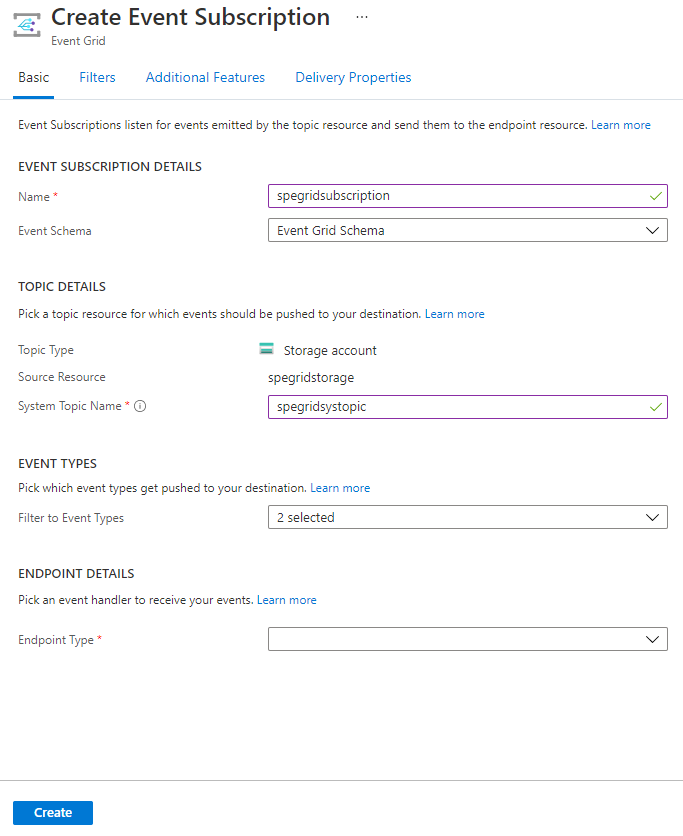 Create Event Subscription ...
Event Grid
Basic Filters Additional Features Delivery Properties
Event Subscriptions listen for events emitted by the topic resource and send them to the endpoint resource. Learn more
EVENT SUBSCRIPTION DETAILS
Name * spegridsubscription
Event Schema Event Grid Schema
TOPIC DETAILS
Pick a topic resource for which events should be pushed to your destination. Learn more
Topic Type Storage account
Source Resource spegridstorage
System Topic Name * spegridsystopic
EVENT TYPES
Pick which event types get pushed to your destination. Learn more
Filter to Event Types 2 selected
ENDPOINT DETAILS
Pick an event handler to receive your events. Learn more
Endpoint Type *
Create